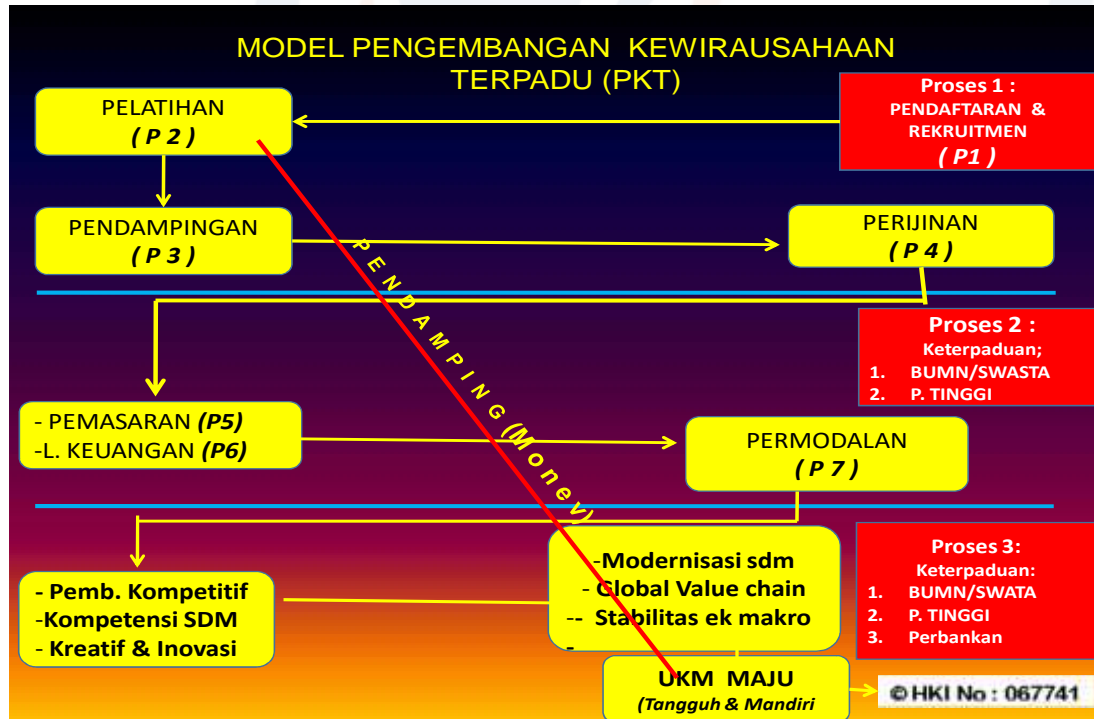 MODEL PENGEMBANGAN KEWIRAUSAHAAN
TERPADU (PKT)
Proses 1 :
PENDAFTARAN &
REKRUITMEN
( P1 )
PELATIHAN
( P 2 )
PENDAMPINGAN
( P 3 )
PERIJINAN
( P 4 )
PENDAMPING (Monev)
Proses 2 :
Keterpaduan;
1. BUMN/SWASTA
2. P. TINGGI
- PEMASARAN (P5)
-L. KEUANGAN (P6)
PERMODALAN
( P 7 )
Proses 3:
Keterpaduan:
1. BUMN/SWATA
2. P. TINGGI
3. Perbankan
- Pemb. Kompetitif
-Kompetensi SDM
- Kreatif & Inovasi
-Modernisasi sdm
- Global Value chain
-- Stabilitas ek makro
-
UKM MAJU
(Tangguh & Mandiri
© HKI No : 067741